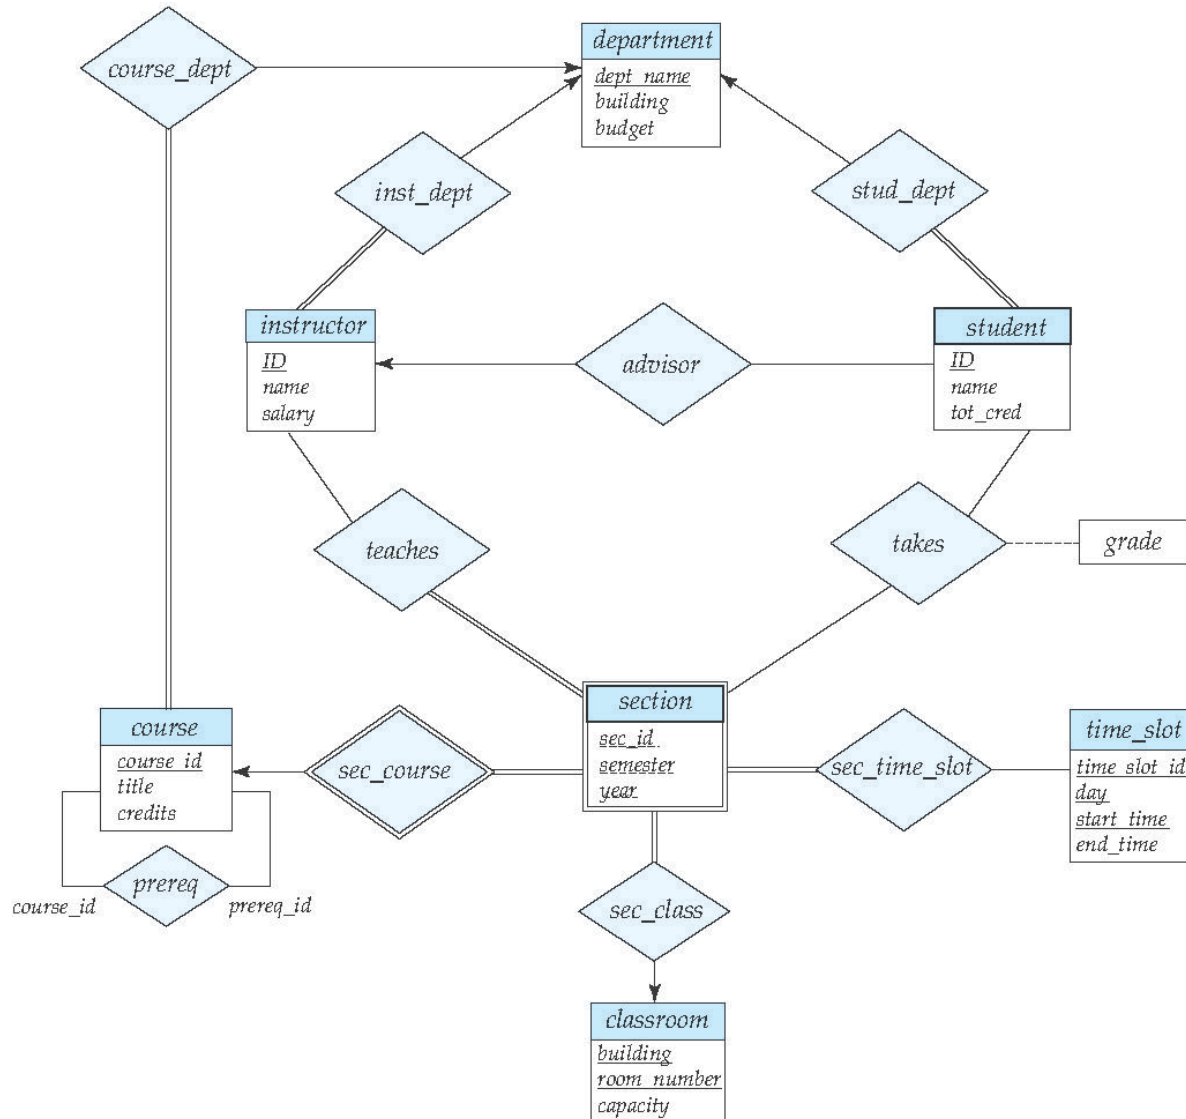 department
course_dept
dept_name
building
budget
inst_dept
stud_dept
instructor
student
ID
name
salary
advisor
ID
name
tot_cred
teaches
takes
grade
section
sec_id
semester
year
course
course_id
title
credits
sec_course
sec_time_slot
time_slot
time_slot_id
day
start_time
end_time
prereq
course_id
prereq_id
sec_class
classroom
building
room_number
capacity